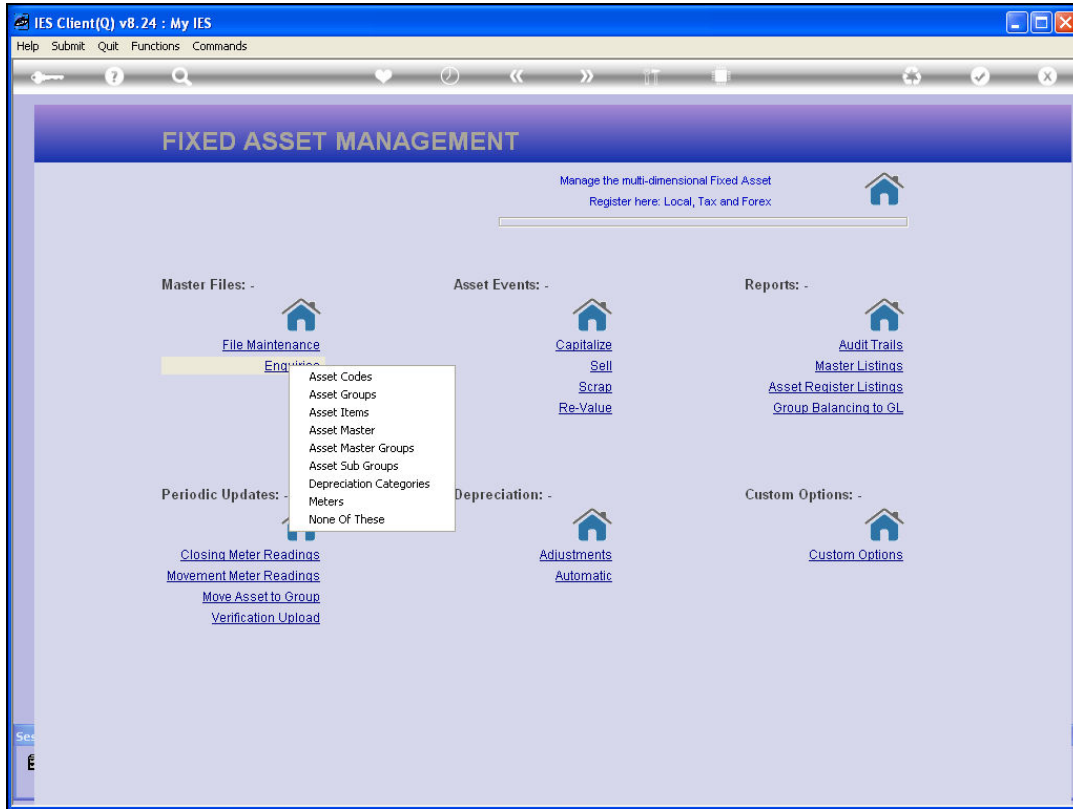 IES Client(Q) v8.24 : My IES
Help Submit Quit Functions Commands
FIXED ASSET MANAGEMENT
Manage the multi-dimensional Fixed Asset
Register here: Local, Tax and Forex
Master Files: -
File Maintenance
Asset Codes
Asset Groups
Asset Items
Asset Master
Asset Master Groups
Asset Sub Groups
Depreciation Categories
Meters
None Of These
Asset Events: -
Capitalize
Sell
Scrap
Re-Value
Reports: -
Audit Trails
Master Listings
Asset Register Listings
Group Balancing to GL
Periodic Updates: -
Closing Meter Readings
Movement Meter Readings
Move Asset to Group
Verification Upload
Depreciation: -
Adjustments
Automatic
Custom Options: -
Custom Options